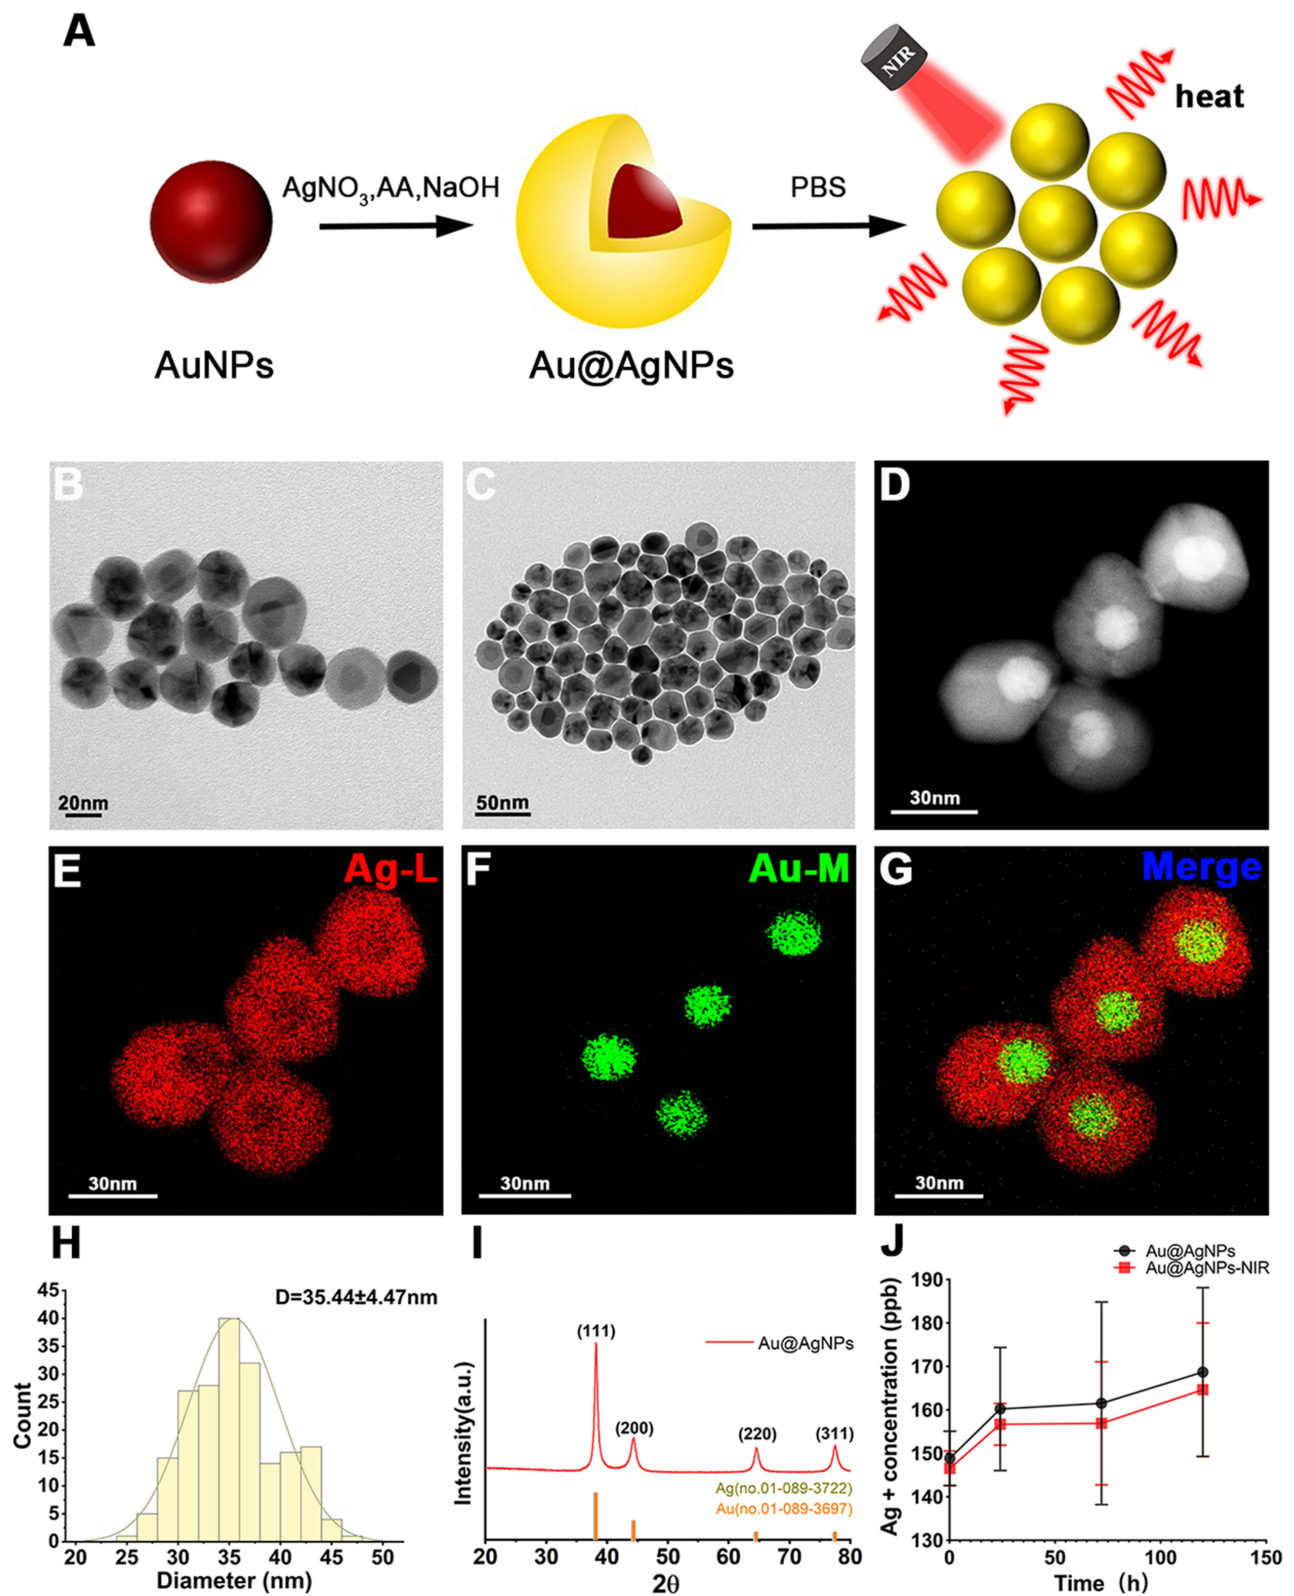 A
NIR
heat
AgNO3,AA,NaOH
PBS
AuNPs
Au@AgNPs
B
20nm
C
50nm
D
30nm
E
Ag-L
30nm
F
Au-M
30nm
G
Merge
30nm
H
D=35.44±4.47nm
Count
45
40
35
30
25
20
15
10
5
0
20 25 30 35 40 45 50
Diameter (nm)
I
Intensity(a.u.)
(111)
Au@AgNPs
(200)
(220)
(311)
Ag(no.01-089-3722)
Au(no.01-089-3697)
20 30 40 50 60 70 80
2θ
J
Au@AgNPs
Au@AgNPs-NIR
Ag + concentration (ppb)
190
180
170
160
150
140
130
0 50 100 150
Time (h)